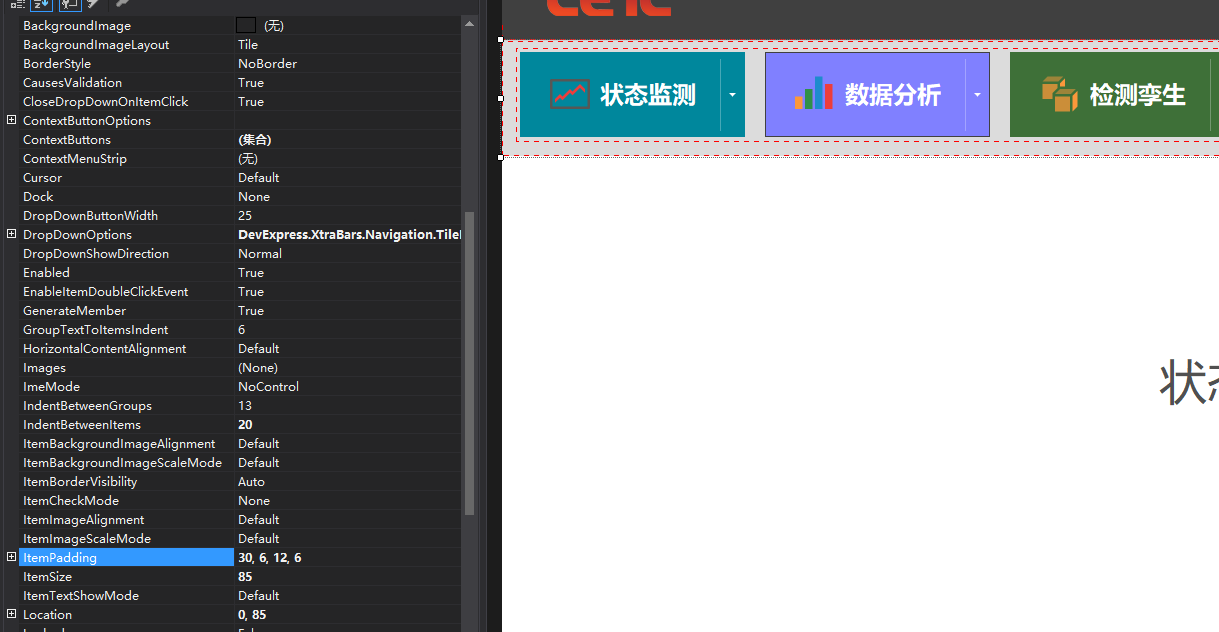 BackgroundImage (无)
BackgroundImageLayout Tile
BorderStyle NoBorder
CausesValidation True
CloseDropDownOnItemClick True
ContextButtonOptions
ContextButtons (集合)
ContextMenuStrip (无)
Cursor Default
Dock None
DropDownButtonWidth 25
DropDownOptions DevExpress.XtraBars.Navigation.Tile
DropDownShowDirection Normal
Enabled True
EnableItemDoubleClickEvent True
GenerateMember True
GroupTextToItemsIndent 6
HorizontalContentAlignment Default
Images (None)
ImeMode NoControl
IndentBetweenGroups 13
IndentBetweenItems 20
ItemBackgroundImageAlignment Default
ItemBackgroundImageScaleMode Default
ItemBorderVisibility Auto
ItemCheckMode None
ItemImageAlignment Default
ItemImageScaleMode Default
ItemPadding 30, 6, 12, 6
ItemSize 85
ItemTextShowMode Default
Location 0, 85
状态监测
数据分析
检测孪生
状